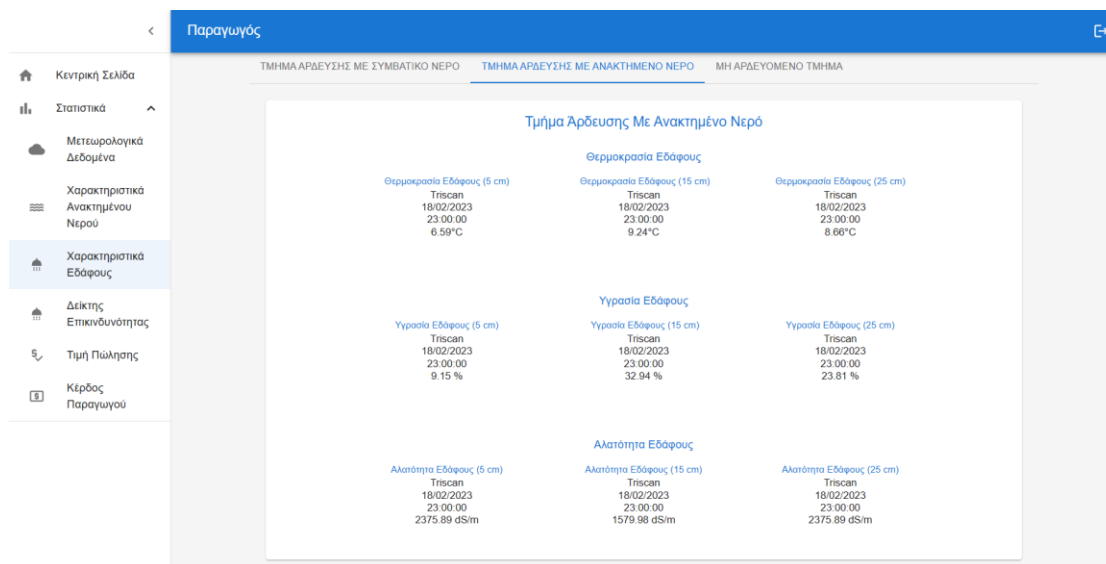 Παραγωγός
Κεντρική Σελίδα
Στατιστικά
Μετεωρολογικά
Δεδομένα
Χαρακτηριστικά
Ανακτημένου
Νερού
Χαρακτηριστικά
Εδάφους
Δείκτης
Επικινδυνότητας
Τιμή Πώλησης
Κέρδος
Παραγωγού
ΤΜΗΜΑ ΑΡΔΕΥΣΗΣ ΜΕ ΣΥΜΒΑΤΙΚΟ ΝΕΡΟ ΤΜΗΜΑ ΑΡΔΕΥΣΗΣ ΜΕ ΑΝΑΚΤΗΜΕΝΟ ΝΕΡΟ ΜΗ ΑΡΔΕΥΟΜΕΝΟ ΤΜΗΜΑ
Τμήμα Άρδευσης Με Ανακτημένο Νερό
Θερμοκρασία Εδάφους
Θερμοκρασία Εδάφους (5 cm) Θερμοκρασία Εδάφους (15 cm) Θερμοκρασία Εδάφους (25 cm)
Triscan Triscan Triscan
18/02/2023 18/02/2023 18/02/2023
23:00:00 23:00:00 23:00:00
6.59°C 9.24°C 8.66°C
Υγρασία Εδάφους
Υγρασία Εδάφους (5 cm) Υγρασία Εδάφους (15 cm) Υγρασία Εδάφους (25 cm)
Triscan Triscan Triscan
18/02/2023 18/02/2023 18/02/2023
23:00:00 23:00:00 23:00:00
9.15 % 32.94 % 23.81 %
Αλατότητα Εδάφους
Αλατότητα Εδάφους (5 cm) Αλατότητα Εδάφους (15 cm) Αλατότητα Εδάφους (25 cm)
Triscan Triscan Triscan
18/02/2023 18/02/2023 18/02/2023
23:00:00 23:00:00 23:00:00
2375.89 dS/m 1579.98 dS/m 2375.89 dS/m